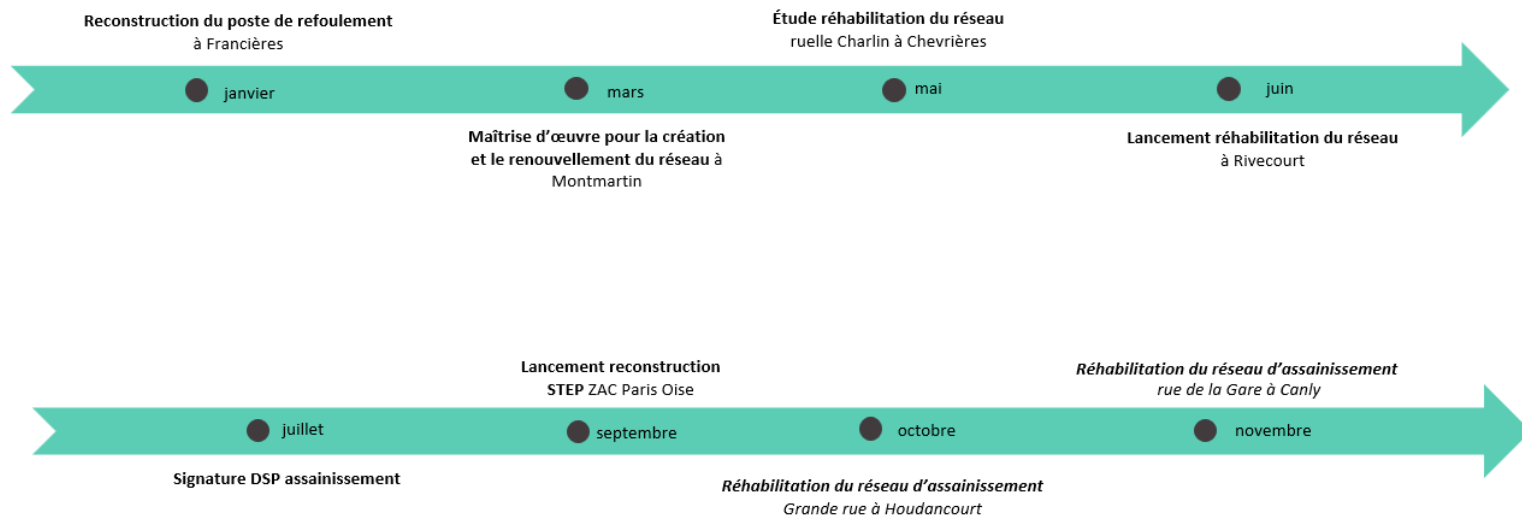 Reconstruction du poste de refoulement
à Francières
Étude réhabilitation du réseau
ruelle Charlin à Chevrières
janvier
mars
mai
juin
Maîtrise d’œuvre pour la création
et le renouvellement du réseau à
Montmartin
Lancement réhabilitation du réseau
à Rivecourt
Lancement reconstruction
STEP ZAC Paris Oise
Réhabilitation du réseau d’assainissement
rue de la Gare à Canly
juillet
septembre
octobre
novembre
Signature DSP assainissement
Réhabilitation du réseau d’assainissement
Grande rue à Houdancourt